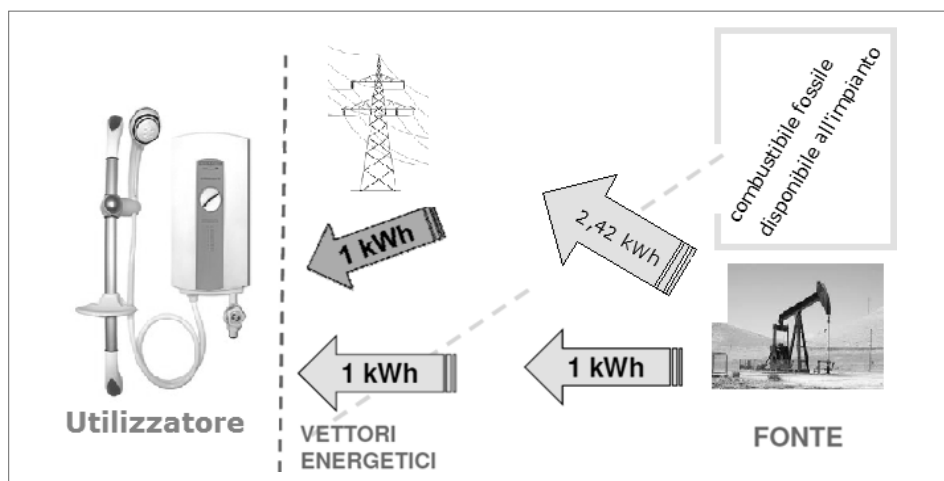 combustibile fossile
disponibile all'impianto
2,42 kWh
1 kWh
1 kWh
1 kWh
Utilizzatore
VETTORI
ENERGETICI
FONTE